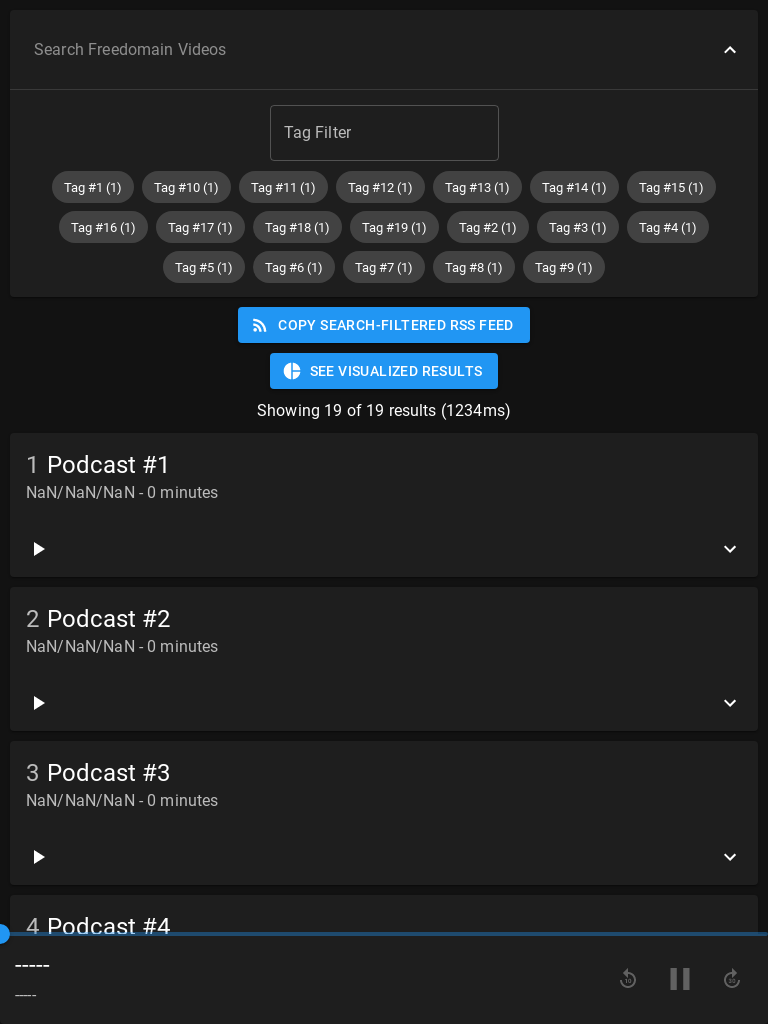 Search Freedomain Videos
Tag Filter
Tag #1 (1) Tag #10 (1) Tag #11 (1) Tag #12 (1) Tag #13 (1) Tag #14 (1) Tag #15 (1)
Tag #16 (1) Tag #17 (1) Tag #18 (1) Tag #19 (1) Tag #2 (1) Tag #3 (1) Tag #4 (1)
Tag #5 (1) Tag #6 (1) Tag #7 (1) Tag #8 (1) Tag #9 (1)
COPY SEARCH-FILTERED RSS FEED
SEE VISUALIZED RESULTS
Showing 19 of 19 results (1234ms)
1 Podcast #1
NaN/NaN/NaN - 0 minutes
2 Podcast #2
NaN/NaN/NaN - 0 minutes
3 Podcast #3
NaN/NaN/NaN - 0 minutes
4 Podcast #4
-----
-----
10 30